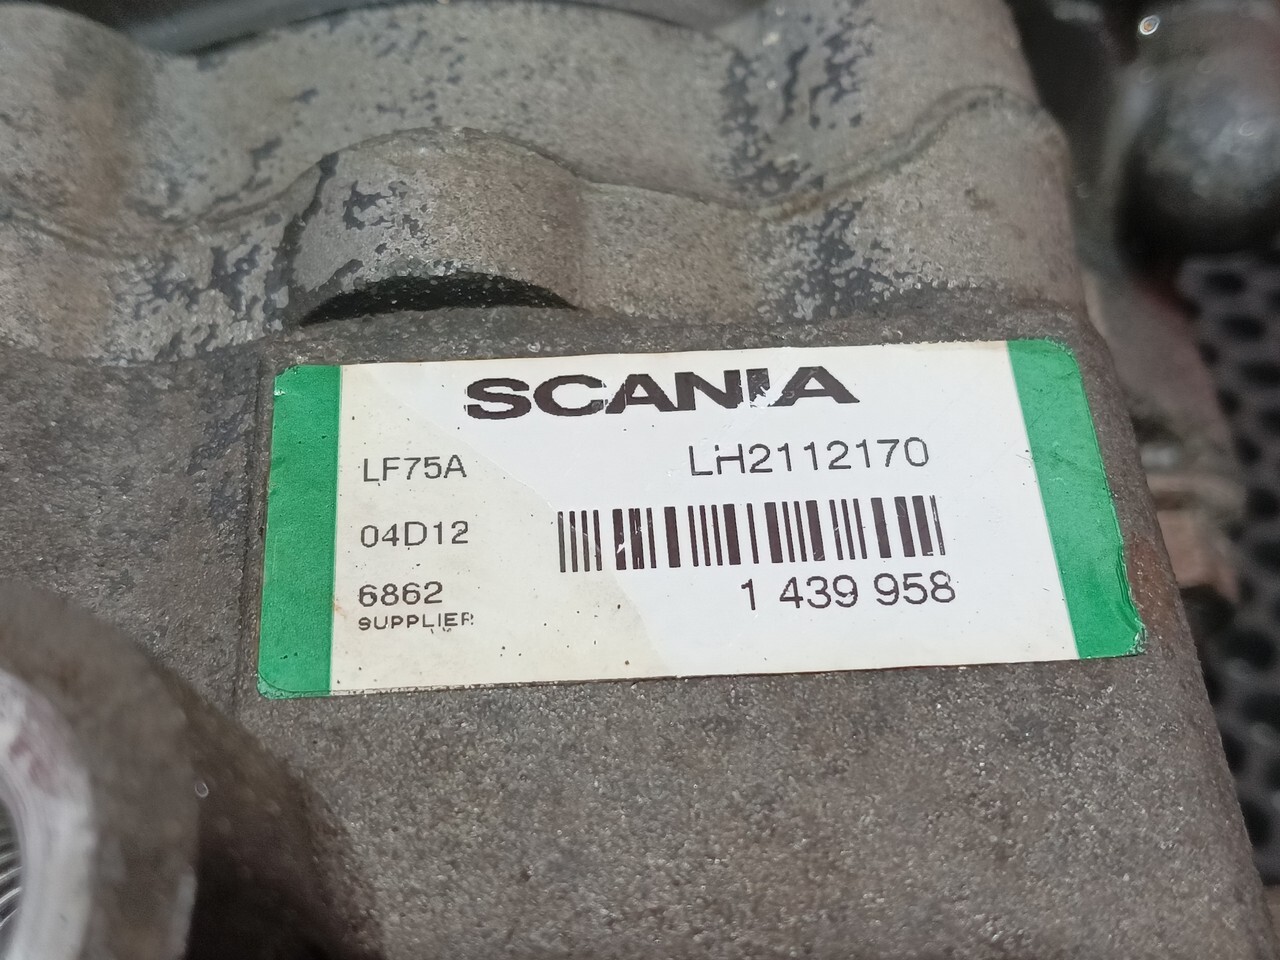 SCANIA
LF75A LH2112170
04D12
6862 1 439 958
SUPPLIER